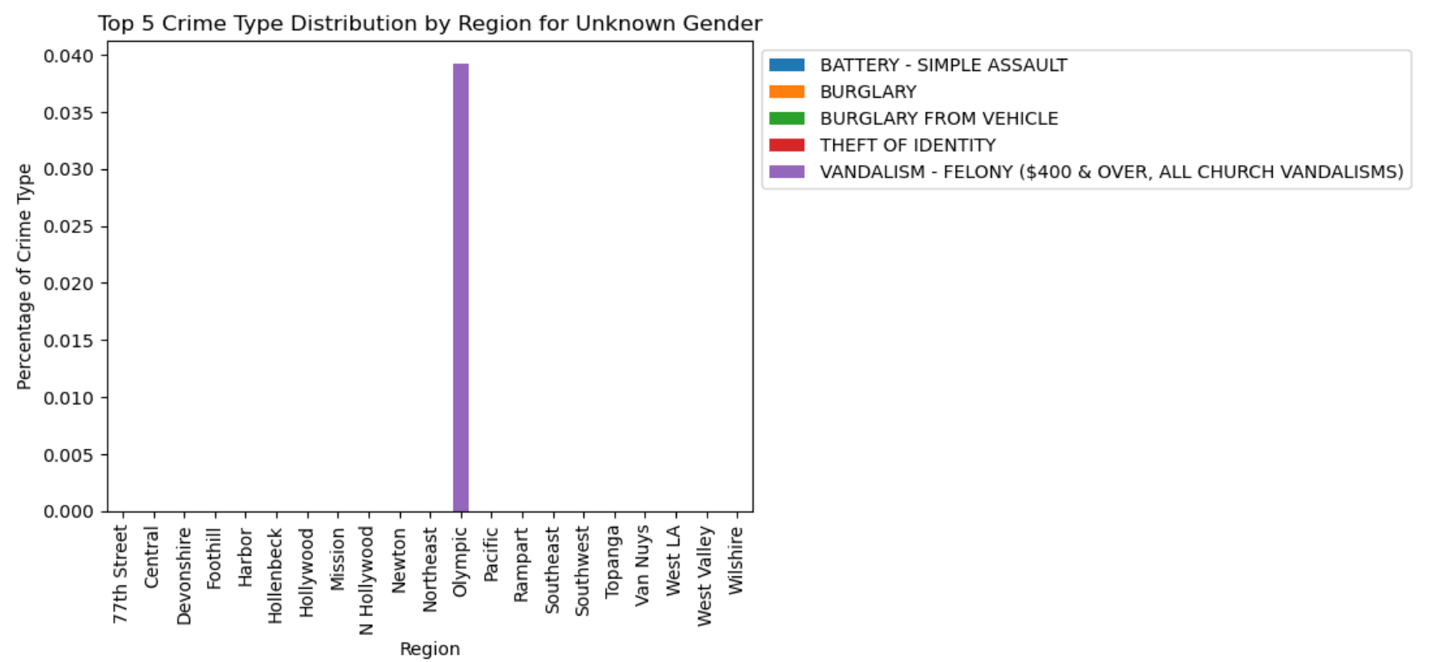 Top 5 Crime Type Distribution by Region for Unknown Gender
Percentage of Crime Type
0.040
0.035
0.030
0.025
0.020
0.015
0.010
0.005
0.000
77th Street
Central
Devonshire
Foothill
Harbor
Hollenbeck
Hollywood
Mission
N Hollywood
Newton
Northeast
Olympic
Pacific
Rampart
Southeast
Southwest
Topanga
Van Nuys
West LA
West Valley
Wilshire
Region
BATTERY - SIMPLE ASSAULT
BURGLARY
BURGLARY FROM VEHICLE
THEFT OF IDENTITY
VANDALISM - FELONY ($400 & OVER, ALL CHURCH VANDALISMS)